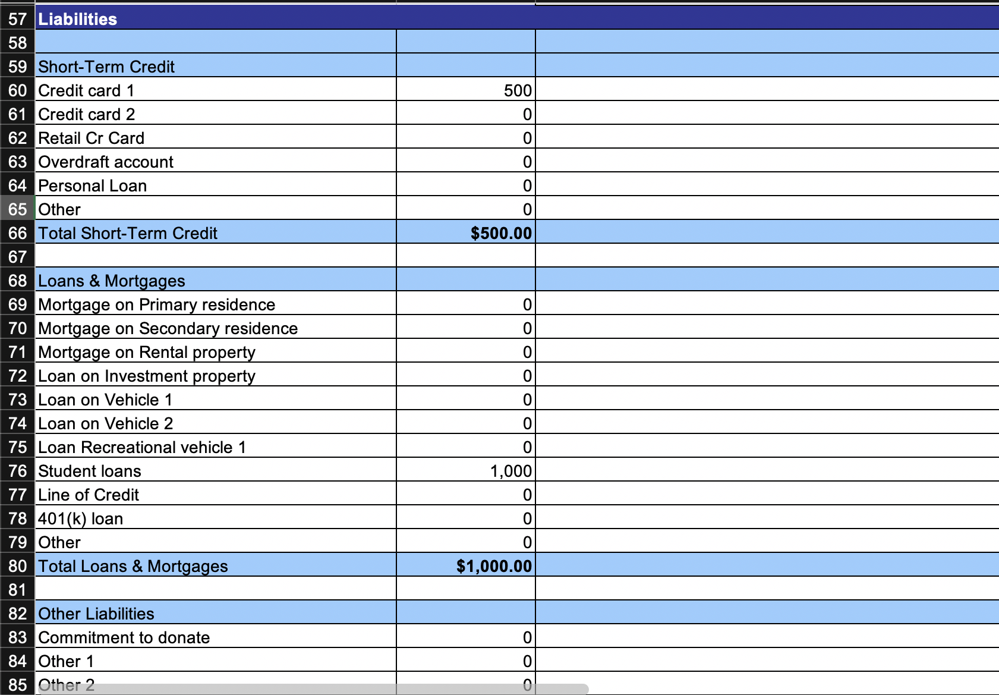 57 Liabilities
58
59 Short-Term Credit
60 Credit card 1 500
61 Credit card 2 0
62 Retail Cr Card 0
63 Overdraft account 0
64 Personal Loan 0
65 Other 0
66 Total Short-Term Credit $500.00
67
68 Loans & Mortgages
69 Mortgage on Primary residence 0
70 Mortgage on Secondary residence 0
71 Mortgage on Rental property 0
72 Loan on Investment property 0
73 Loan on Vehicle 1 0
74 Loan on Vehicle 2 0
75 Loan Recreational vehicle 1 0
76 Student loans 1,000
77 Line of Credit 0
78 401(k) loan 0
79 Other 0
80 Total Loans & Mortgages $1,000.00
81
82 Other Liabilities
83 Commitment to donate 0
84 Other 1 0
85 Other 2 0